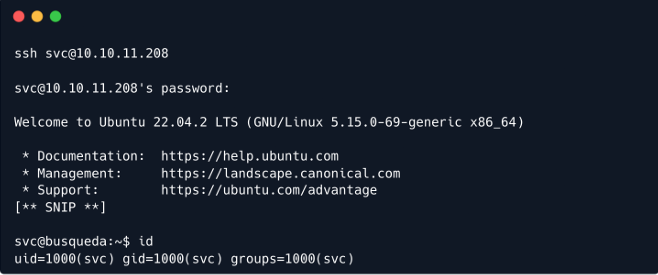 ssh svc@10.10.11.208
svc@10.10.11.208's password:
Welcome to Ubuntu 22.04.2 LTS (GNU/Linux 5.15.0-69-generic x86_64)
* Documentation:  https://help.ubuntu.com
* Management:     https://landscape.canonical.com
* Support:        https://ubuntu.com/advantage
[** SNIP **]
svc@busqueda:~$ id
uid=1000(svc) gid=1000(svc) groups=1000(svc)